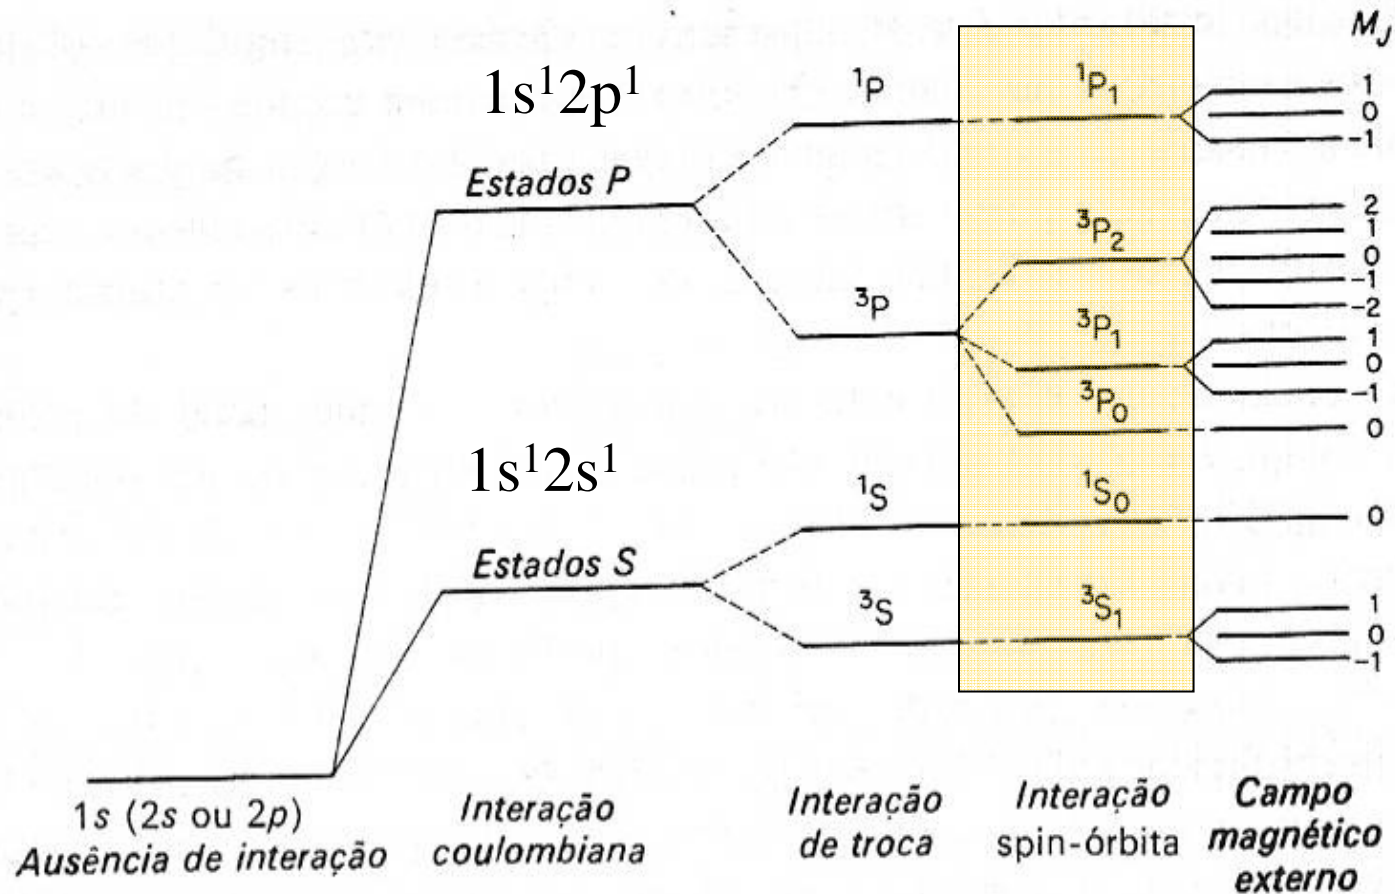 M_J
1s¹2p¹
¹P
¹P₁
1
0
-1
Estados P
³P₂
2
1
0
-1
-2
³P
³P₁
1
0
-1
³P₀
0
1s¹2s¹
¹S
¹S₀
0
Estados S
³S
³S₁
1
0
-1
1s (2s ou 2p)
Ausência de interação
Interação
coulombiana
Interação
de troca
Interação
spin-órbita
Campo
magnético
externo